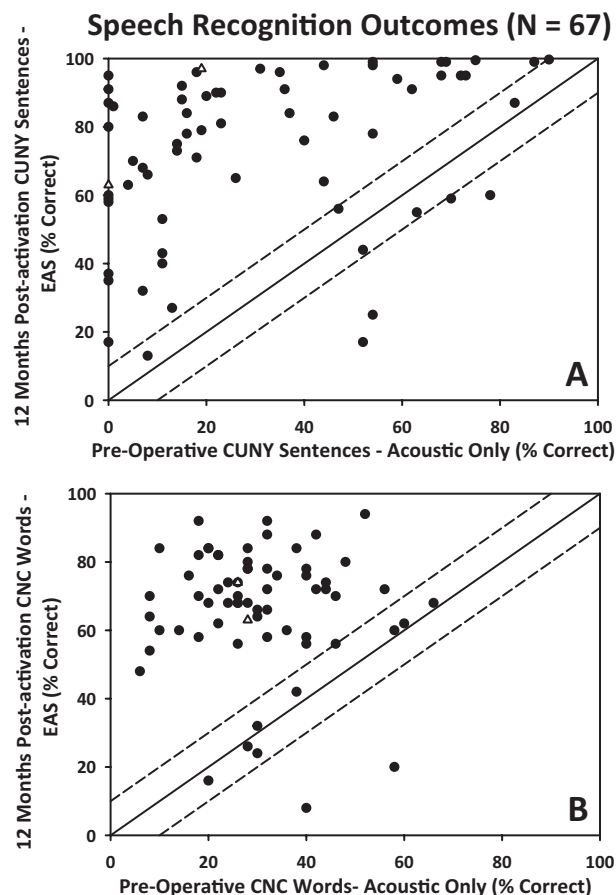 Speech Recognition Outcomes (N = 67)
12 Months Post-activation CUNY Sentences -
EAS (% Correct)
100
80
60
40
20
0
A
0 20 40 60 80 100
Pre-Operative CUNY Sentences - Acoustic Only (% Correct)
12 Months Post-activation CNC Words -
EAS (% Correct)
100
80
60
40
20
0
B
0 20 40 60 80 100
Pre-Operative CNC Words- Acoustic Only (% Correct)